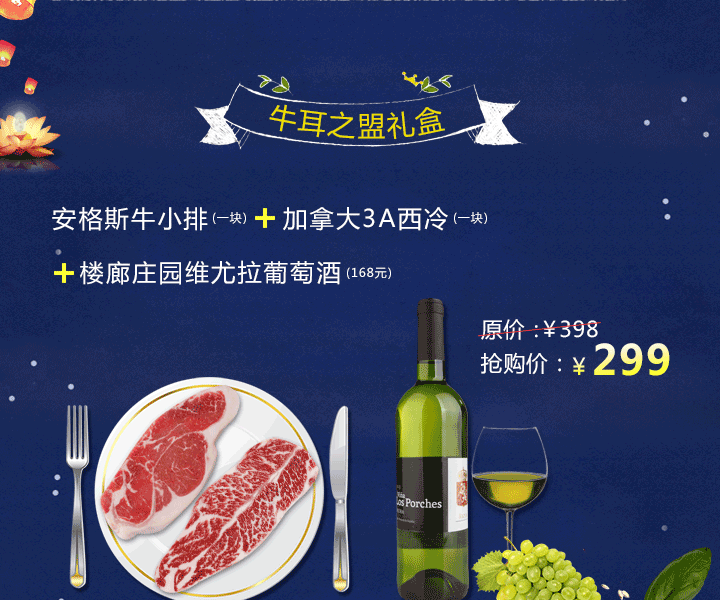 牛耳之盟礼盒
安格斯牛小排(一块)+加拿大3A西冷(一块)
+楼廊庄园维尤拉葡萄酒(168元)
原价:¥398
抢购价:¥299
Los Porches